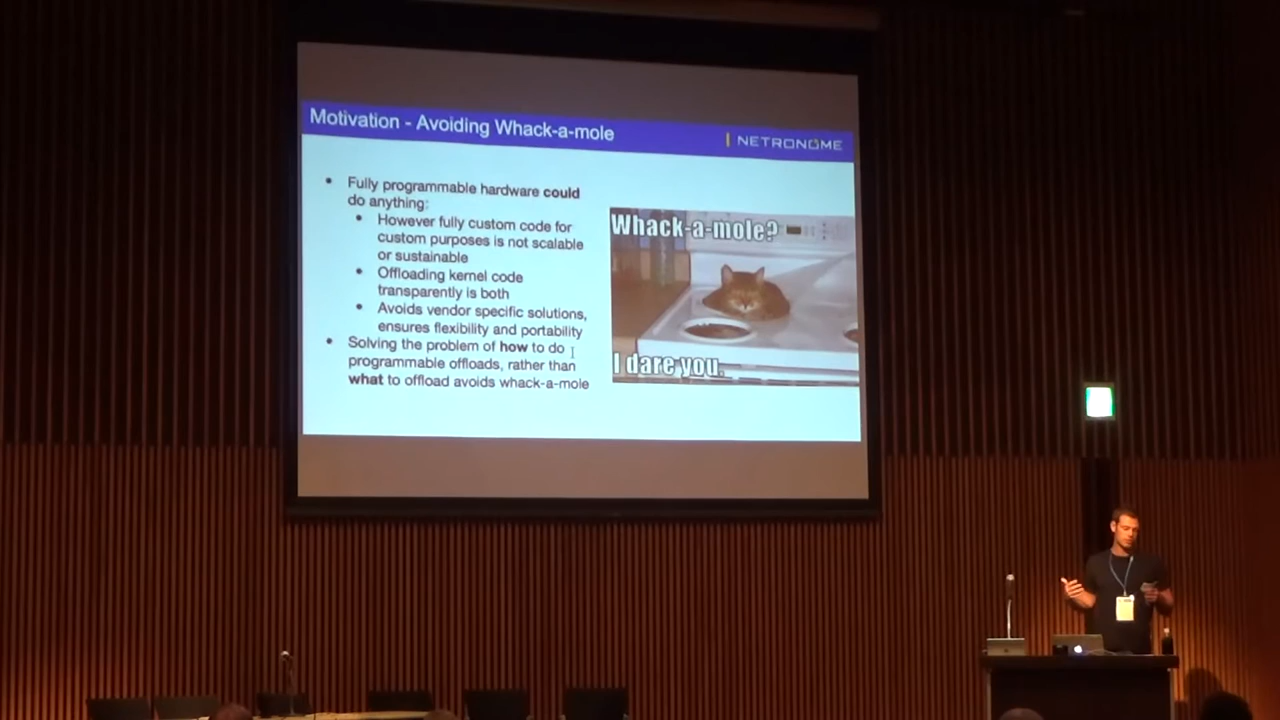 Motivation - Avoiding Whack-a-mole
NETRONOME
Fully programmable hardware could
do anything:
However fully custom code for
custom purposes is not scalable
or sustainable
Offloading kernel code
transparently is both
Avoids vendor specific solutions,
ensures flexibility and portability
Solving the problem of how to do
programmable offloads, rather than
what to offload avoids whack-a-mole
Whack-a-mole?
I dare you.